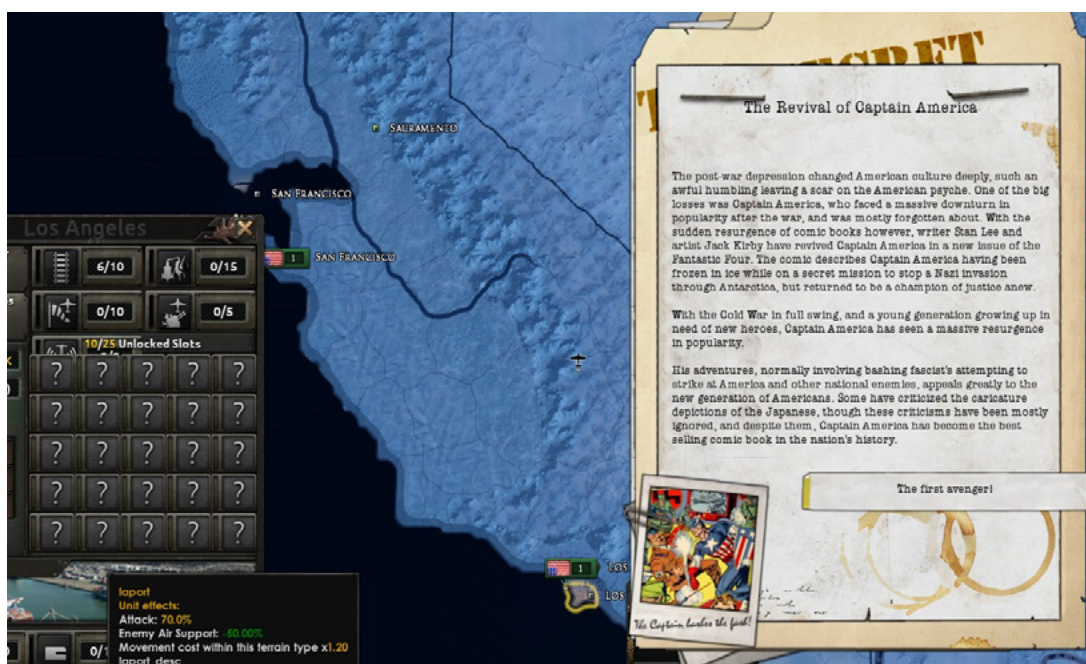 SECRET
The Revival of Captain America
SACRAMENTO
SAN FRANCISCO
1 SAN FRANCISCO
The post-war depression changed American culture deeply, such an
awful humbling leaving a scar on the American psyche. One of the big
losses was Captain America, who faced a massive downturn in
popularity after the war, and was mostly forgotten about. With the
sudden resurgence of comic books however, writer Stan Lee and
artist Jack Kirby have revived Captain America in a new issue of the
Fantastic Four. The comic describes Captain America having been
frozen in ice while on a secret mission to stop a Nazi invasion
through Antarctica, but returned to be a champion of justice anew.
With the Cold War in full swing, and a young generation growing up in
need of new heroes, Captain America has seen a massive resurgence
in popularity.
His adventures, normally involving bashing fascist's attempting to
strike at America and other national enemies, appeals greatly to the
new generation of Americans. Some have criticized the caricature
depictions of the Japanese, though these criticisms have been mostly
ignored, and despite them, Captain America has become the best
selling comic book in the nation's history.
The first avenger!
The Captain bashes the fash!
Los Angeles
6/10 0/15
0/10 0/5
10/25 Unlocked Slots
? ? ? ? ?
? ? ? ? ?
? ? ? ? ?
? ? ? ? ?
? ? ? ? ?
1 LOS
LOS
laport
Unit effects:
Attack: 70.0%
Enemy Air Support: -50.00%
Movement cost within this terrain type x1.20
laport_desc